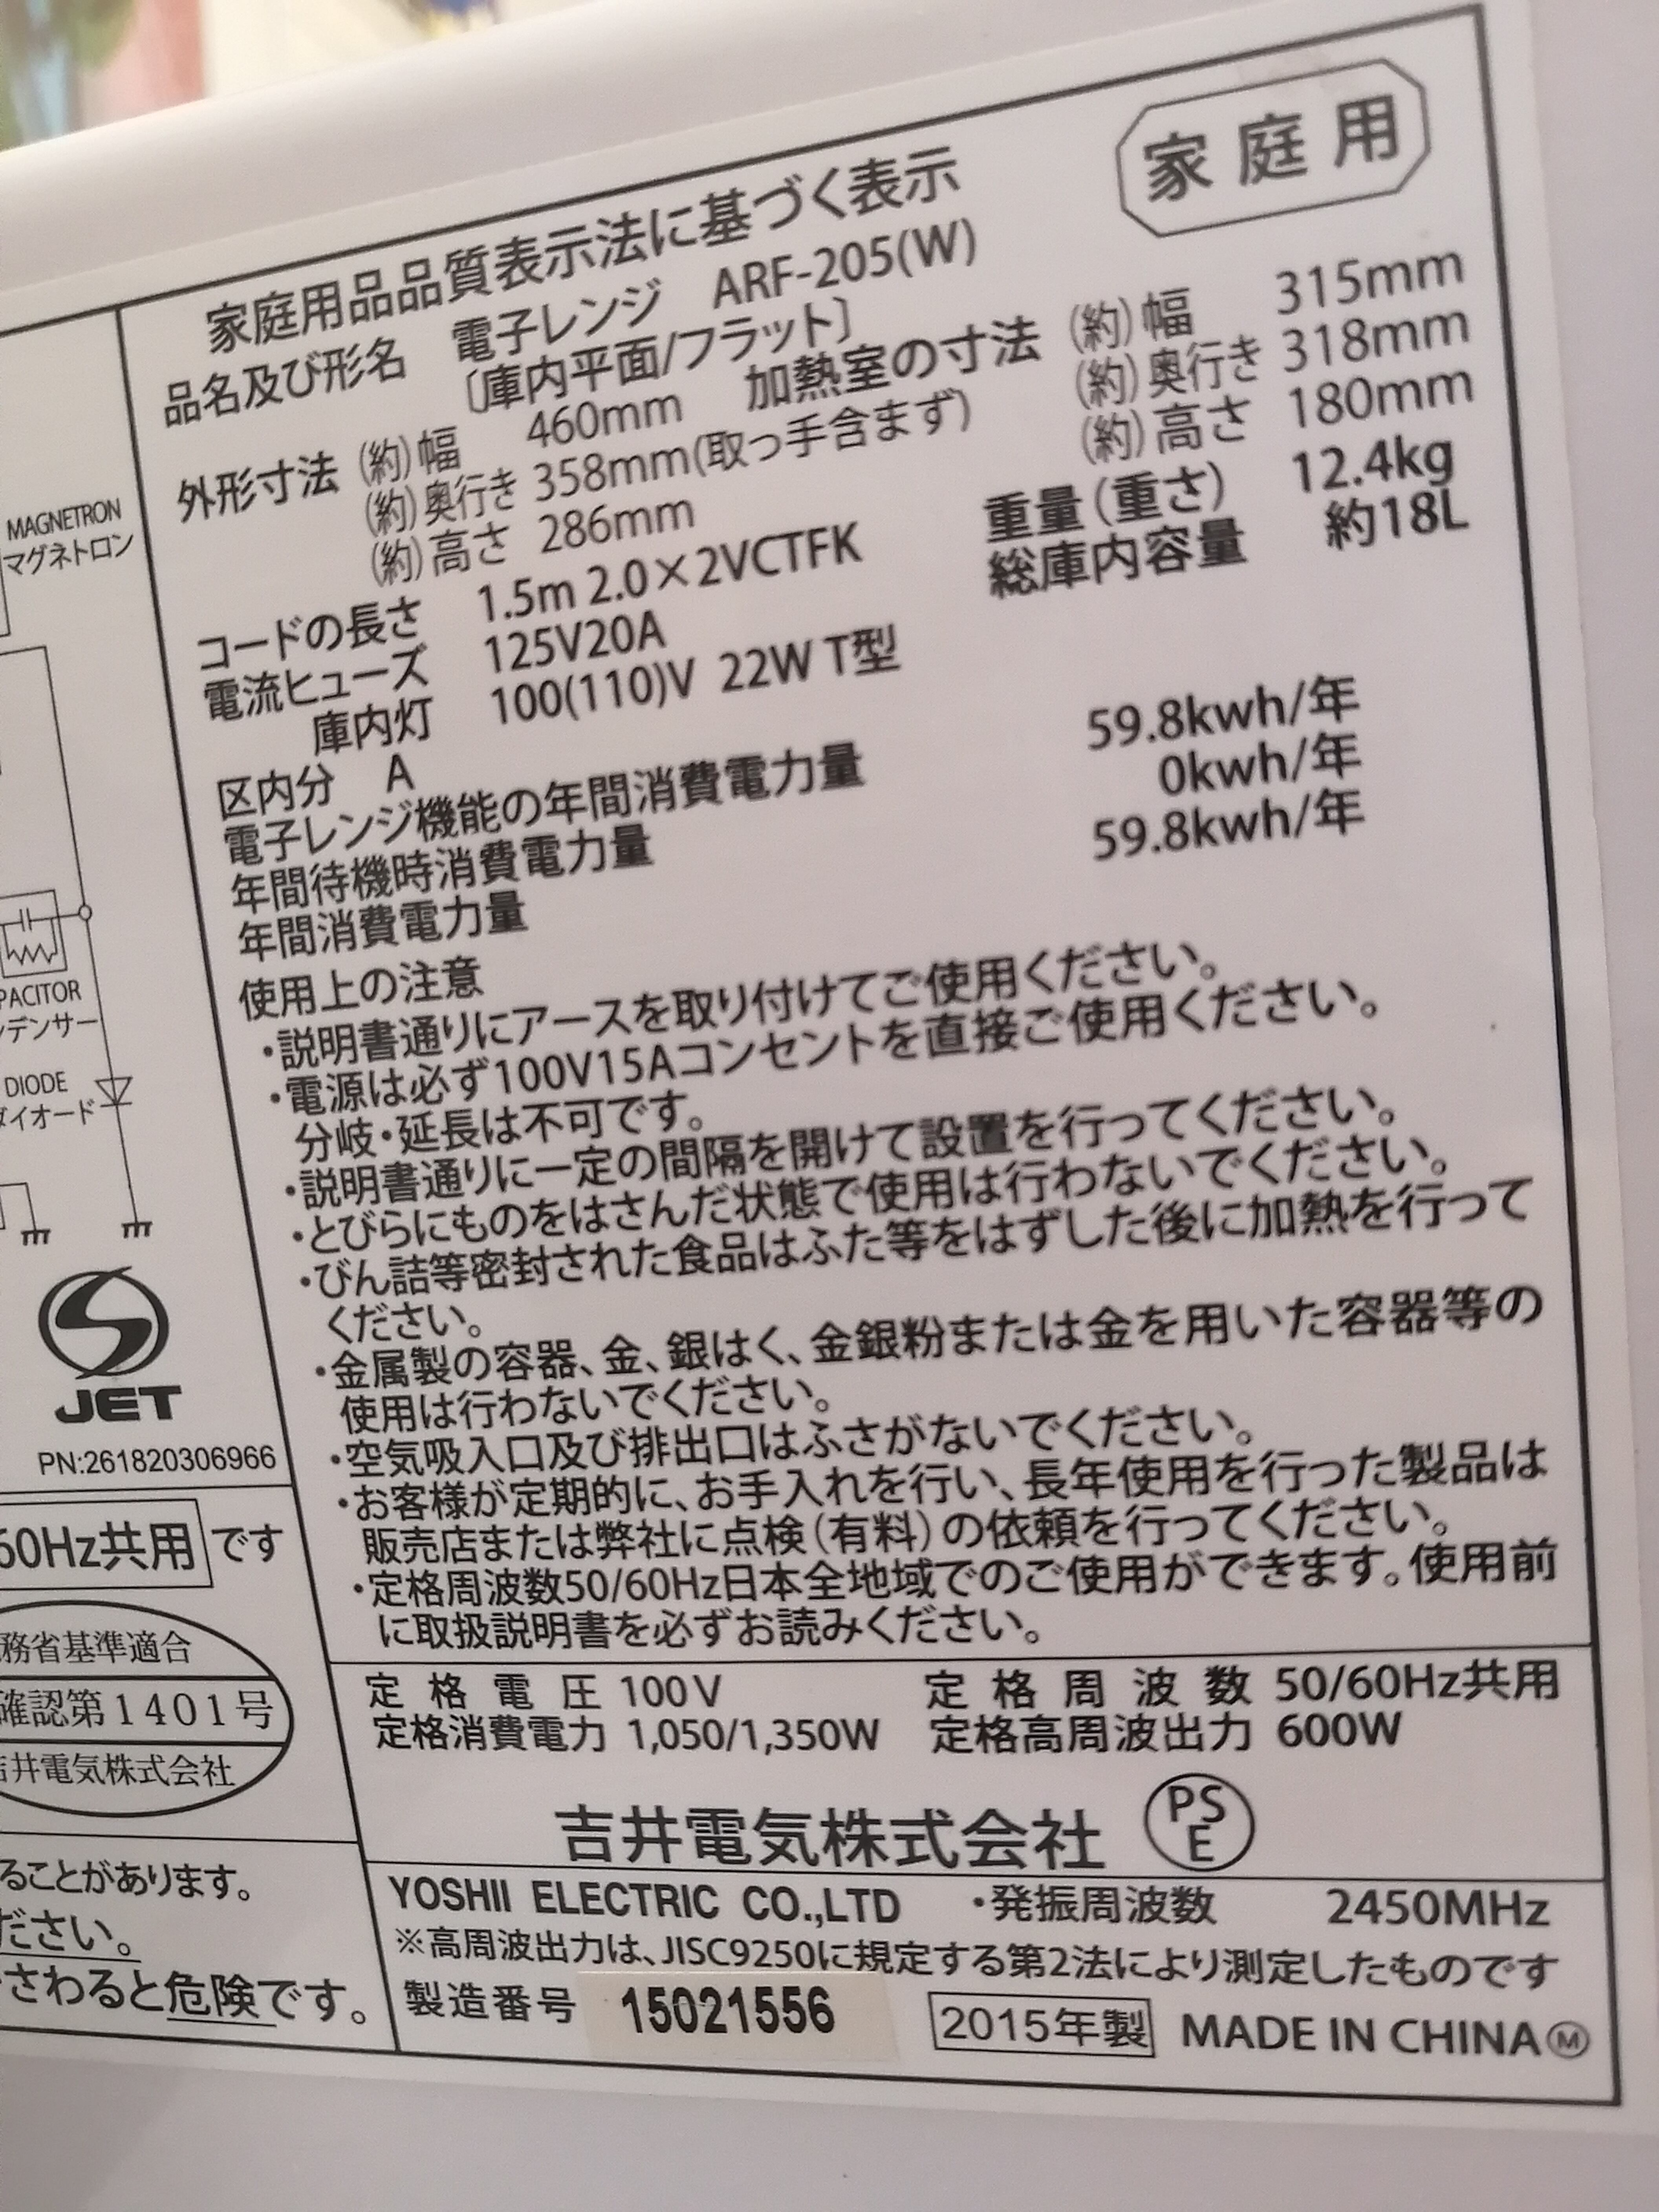 家庭用
家庭用品品質表示法に基づく表示
品名及び形名 電子レンジ ARF-205(W)
〔庫内平面/フラット〕
外形寸法 (約)幅 460mm
(約)奥行き 358mm(取っ手含まず)
(約)高さ 286mm
加熱室の寸法 (約)幅 315mm
(約)奥行き 318mm
(約)高さ 180mm
重量(重さ) 12.4kg
総庫内容量 約18L
コードの長さ 1.5m 2.0×2VCTFK
電流ヒューズ 125V20A
庫内灯 100(110)V 22W T型
区内分 A
電子レンジ機能の年間消費電力量 59.8kwh/年
年間待機時消費電力量 0kwh/年
年間消費電力量 59.8kwh/年
使用上の注意
・説明書通りにアースを取り付けてご使用ください。
・電源は必ず100V15Aコンセントを直接ご使用ください。
分岐・延長は不可です。
・説明書通りに一定の間隔を開けて設置を行ってください。
・とびらにものをはさんだ状態で使用は行わないでください。
・びん詰等密封された食品はふた等をはずした後に加熱を行って
ください。
・金属製の容器、金、銀はく、金銀粉または金を用いた容器等の
使用は行わないでください。
・空気吸入口及び排出口はふさがないでください。
・お客様が定期的に、お手入れを行い、長年使用を行った製品は
販売店または弊社に点検(有料)の依頼を行ってください。
・定格周波数50/60Hz日本全地域でのご使用ができます。使用前
に取扱説明書を必ずお読みください。
定格電圧 100V 定格周波数 50/60Hz共用
定格消費電力 1,050/1,350W 定格高周波出力 600W
吉井電気株式会社 PSE
YOSHII ELECTRIC CO.,LTD ・発振周波数 2450MHz
※高周波出力は、JISC9250に規定する第2法により測定したものです
製造番号 15021556 2015年製 MADE IN CHINA Ⓜ
MAGNETRON
マグネトロン
PACITOR
デンサー
DIODE
イオード
JET
PN:261820306966
60Hz共用 です
務省基準適合
確認第1401号
井電気株式会社
ることがあります。
ださい。
さわると危険です。